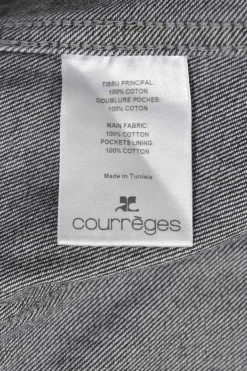 TISSU PRINCIPAL:
100% COTON
DOUBLURE POCHES:
100% COTON
MAIN FABRIC:
100% COTTON
POCKETS LINING:
100% COTTON
Made in Tunisia
courrèges